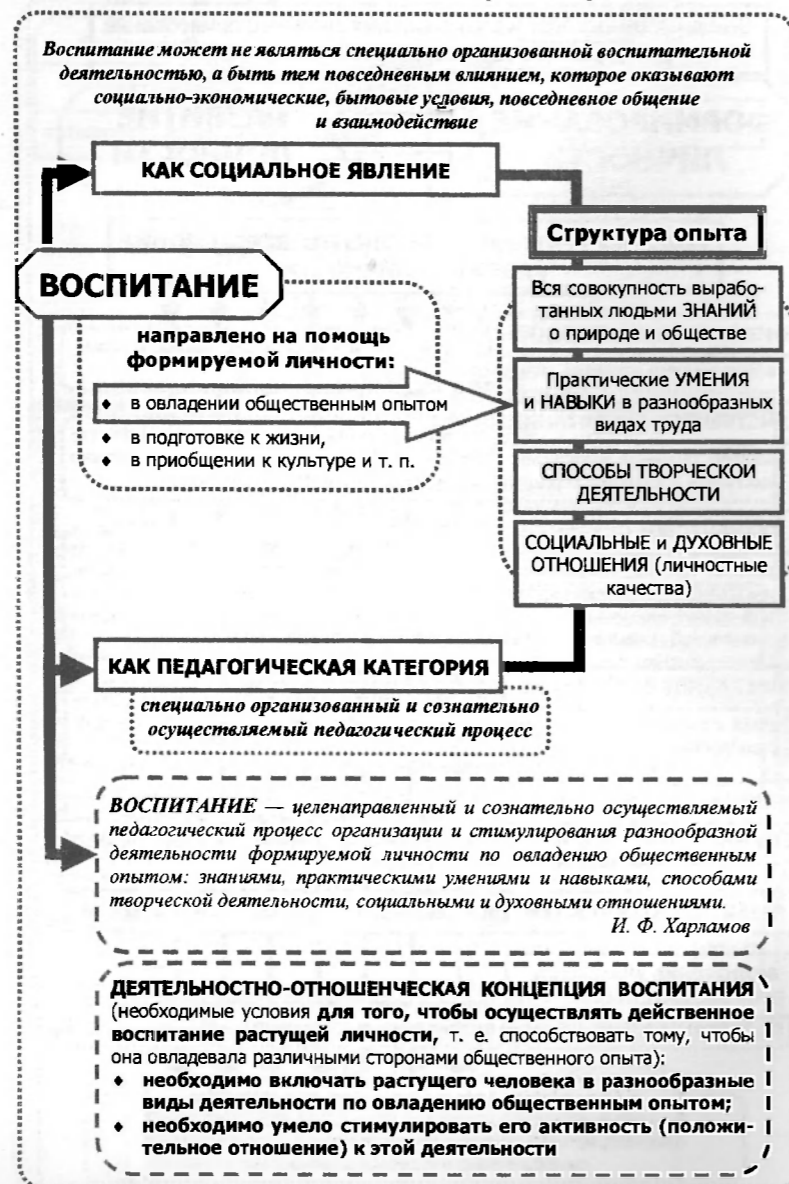 Воспитание может не являться специально организованной воспитательной
деятельностью, а быть тем повседневным влиянием, которое оказывают
социально-экономические, бытовые условия, повседневное общение
и взаимодействие
КАК СОЦИАЛЬНОЕ ЯВЛЕНИЕ
Структура опыта
ВОСПИТАНИЕ
направлено на помощь
формируемой личности:
♦ в овладении общественным опытом
♦ в подготовке к жизни,
♦ в приобщении к культуре и т. п.
Вся совокупность вырабо-
танных людьми ЗНАНИЙ
о природе и обществе
Практические УМЕНИЯ
и НАВЫКИ в разнообразных
видах труда
СПОСОБЫ ТВОРЧЕСКОЙ
ДЕЯТЕЛЬНОСТИ
СОЦИАЛЬНЫЕ и ДУХОВНЫЕ
ОТНОШЕНИЯ (личностные
качества)
КАК ПЕДАГОГИЧЕСКАЯ КАТЕГОРИЯ
специально организованный и сознательно
осуществляемый педагогический процесс
ВОСПИТАНИЕ — целенаправленный и сознательно осуществляемый
педагогический процесс организации и стимулирования разнообразной
деятельности формируемой личности по овладению общественным
опытом: знаниями, практическими умениями и навыками, способами
творческой деятельности, социальными и духовными отношениями.
И. Ф. Харламов
ДЕЯТЕЛЬНОСТНО-ОТНОШЕНЧЕСКАЯ КОНЦЕПЦИЯ ВОСПИТАНИЯ
(необходимые условия для того, чтобы осуществлять действенное
воспитание растущей личности, т. е. способствовать тому, чтобы
она овладевала различными сторонами общественного опыта):
♦ необходимо включать растущего человека в разнообразные
виды деятельности по овладению общественным опытом;
♦ необходимо умело стимулировать его активность (положи-
тельное отношение) к этой деятельности